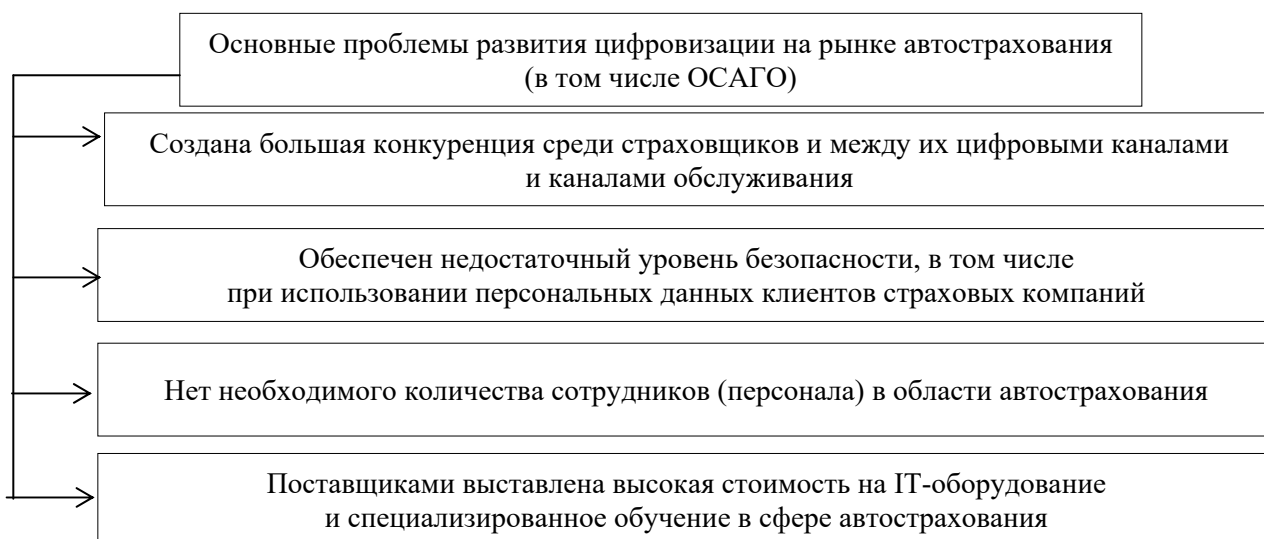 Основные проблемы развития цифровизации на рынке автострахования
(в том числе ОСАГО)
Создана большая конкуренция среди страховщиков и между их цифровыми каналами
и каналами обслуживания
Обеспечен недостаточный уровень безопасности, в том числе
при использовании персональных данных клиентов страховых компаний
Нет необходимого количества сотрудников (персонала) в области автострахования
Поставщиками выставлена высокая стоимость на IT-оборудование
и специализированное обучение в сфере автострахования